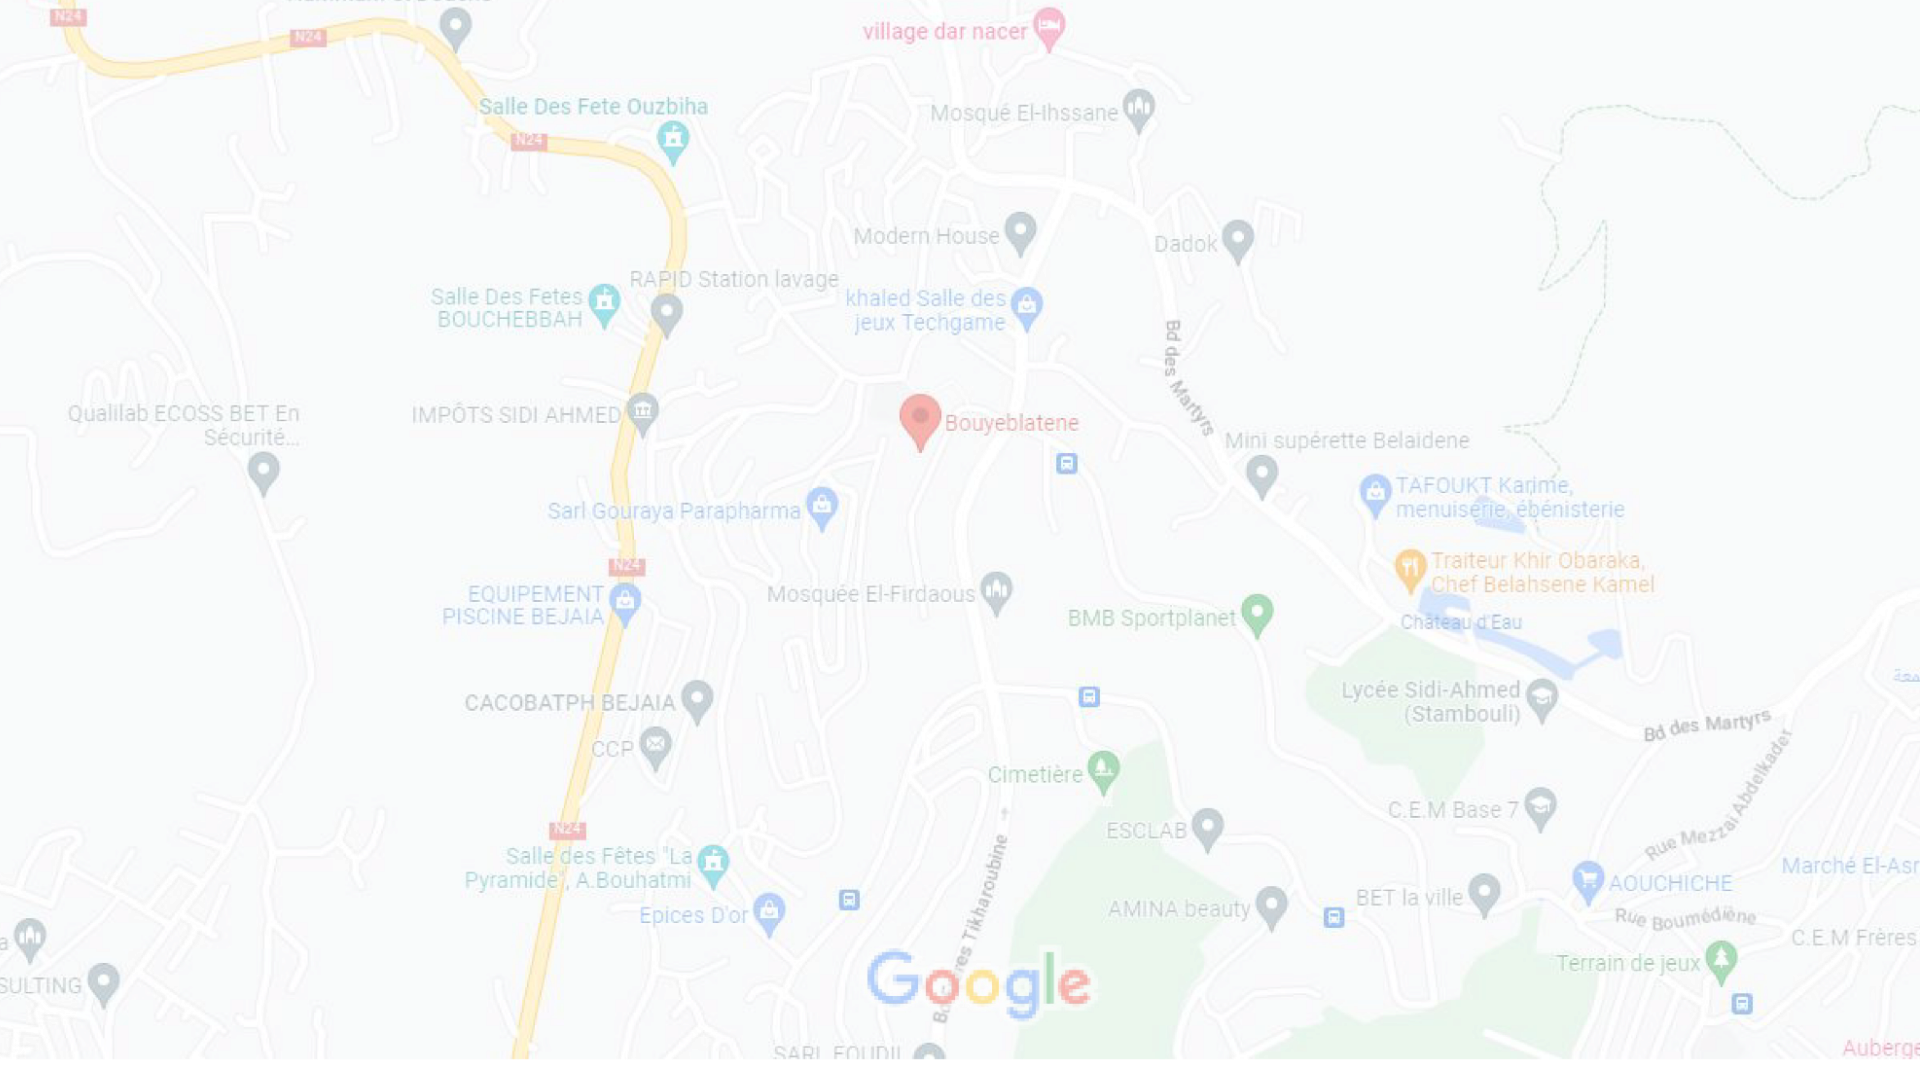 N24
N24
village dar nacer
Salle Des Fete Ouzbiha
Mosqué El-Ihssane
N24
Modern House
Dadok
RAPID Station lavage
Salle Des Fetes
BOUCHEBBAH
khaled Salle des
jeux Techgame
Bd des Martyrs
Qualilab ECOSS BET En
Sécurité...
IMPÔTS SIDI AHMED
Bouyeblatene
Mini supérette Belaidene
TAFOUKT Karime,
menuiserie, ébénisterie
Sarl Gouraya Parapharma
N24
Traiteur Khir Obaraka,
Chef Belahsene Kamel
EQUIPEMENT
PISCINE BEJAIA
Mosquée El-Firdaous
BMB Sportplanet
Château d'Eau
CACOBATPH BEJAIA
Lycée Sidi-Ahmed
(Stambouli)
Bd des Martyrs
CCP
Cimetière
Rue Mezzai Abdelkader
C.E.M Base 7
N24
ESCLAB
Salle des Fêtes "La
Pyramide", A.Bouhatmi
Marché El-Asr
AOUCHICHE
BET la ville
Epices D'or
AMINA beauty
Rue Boumédiène
res Tikharoubine
C.E.M Frères
Terrain de jeux
SULTING
Google
SARL FOUDIL
Auberge